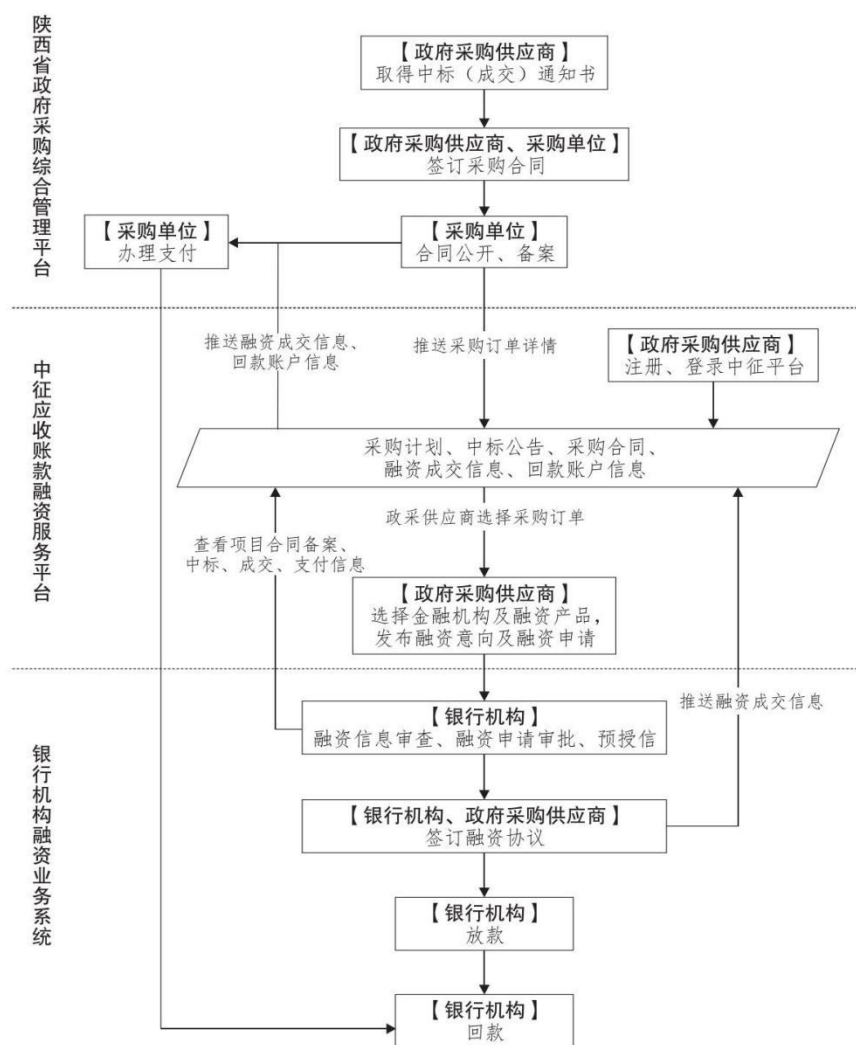 陕西省政府采购综合管理平台
【政府采购供应商】
取得中标（成交）通知书
【政府采购供应商、采购单位】
签订采购合同
【采购单位】
办理支付
【采购单位】
合同公开、备案
中征应收账款融资服务平台
推送融资成交信息、
回款账户信息
推送采购订单详情
【政府采购供应商】
注册、登录中征平台
采购计划、中标公告、采购合同、
融资成交信息、回款账户信息
政采供应商选择采购订单
查看项目合同备案、
中标、成交、支付信息
【政府采购供应商】
选择金融机构及融资产品，
发布融资意向及融资申请
银行机构融资业务系统
推送融资成交信息
【银行机构】
融资信息审查、融资申请审批、预授信
【银行机构、政府采购供应商】
签订融资协议
【银行机构】
放款
【银行机构】
回款